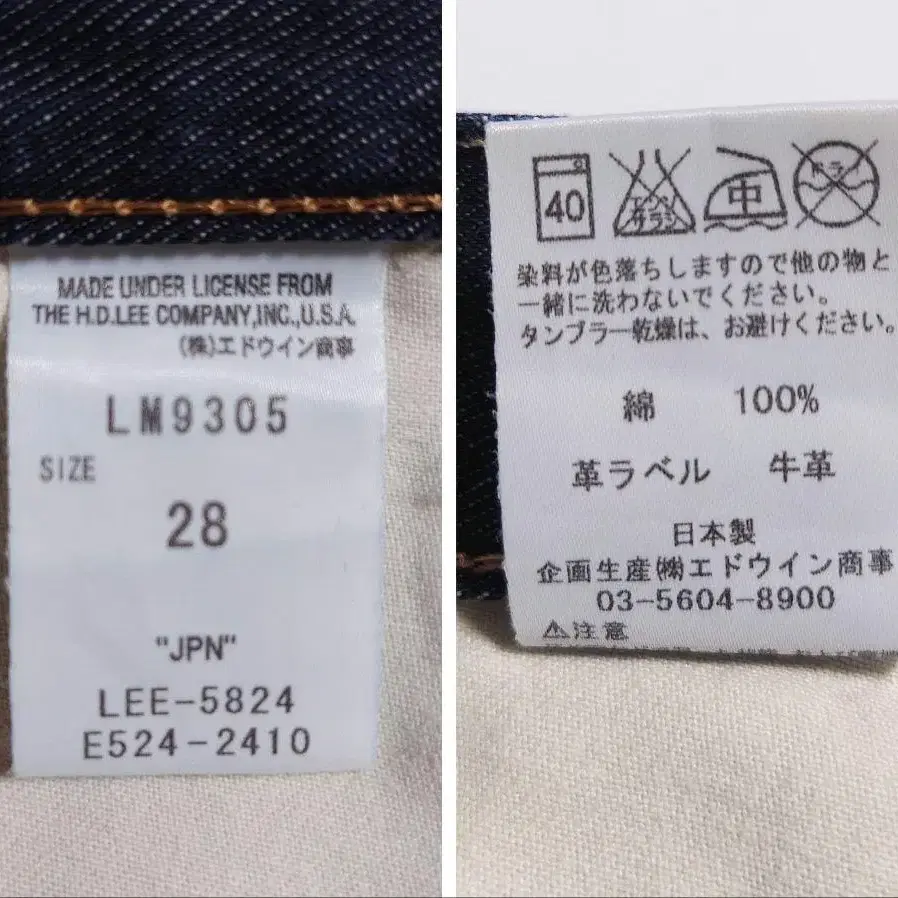 MADE UNDER LICENSE FROM
THE H.D.LEE COMPANY,INC.,U.S.A.
(株)エドウイン商事
LM9305
SIZE
28
"JPN"
LEE-5824
E524-2410
40
エンソ
サラシ
中
ドライ
染料が色落ちしますので他の物と
一緒に洗わないでください。
タンブラー乾燥は、お避けください。
綿 100%
革ラベル 牛革
日本製
企画生産㈱エドウイン商事
03-5604-8900
⚠注意